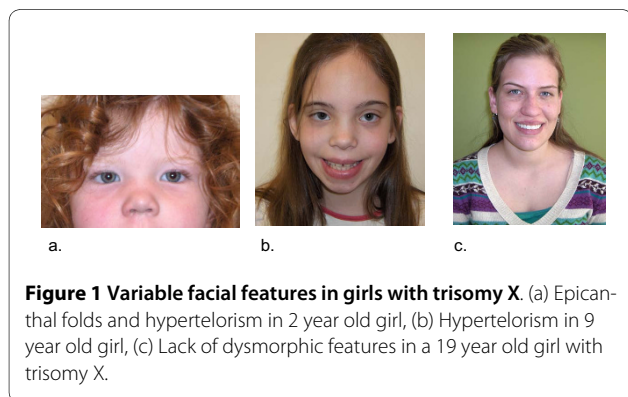 a.
b.
c.
Figure 1 Variable facial features in girls with trisomy X. (a) Epican-
thal folds and hypertelorism in 2 year old girl, (b) Hypertelorism in 9
year old girl, (c) Lack of dysmorphic features in a 19 year old girl with
trisomy X.